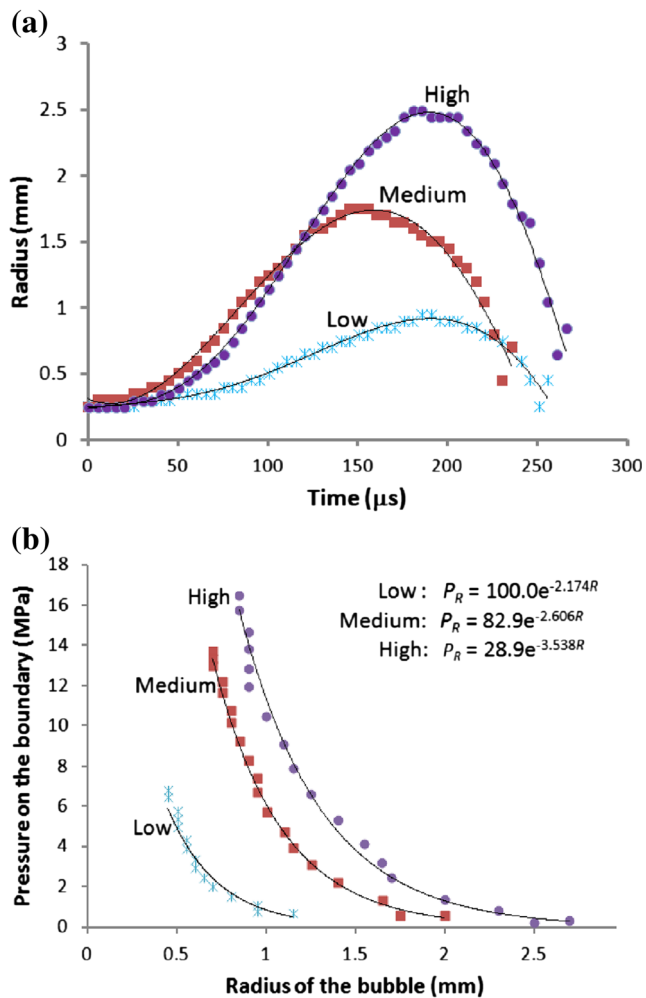 (a)
3
2.5
2
1.5
1
0.5
0
Radius (mm)
High
Medium
Low
0 50 100 150 200 250 300
Time (μs)
(b)
18
16
14
12
10
8
6
4
2
0
Pressure on the boundary (MPa)
High
Medium
Low
Low : P_R = 100.0e^-2.174R
Medium: P_R = 82.9e^-2.606R
High: P_R = 28.9e^-3.538R
0 0.5 1 1.5 2 2.5 3
Radius of the bubble (mm)